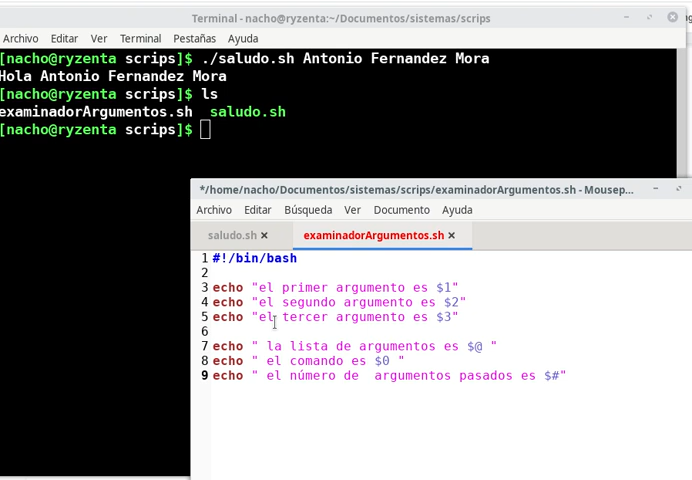 Terminal - nacho@ryzenta:~/Documentos/sistemas/scrips
Archivo Editar Ver Terminal Pestañas Ayuda
[nacho@ryzenta scrips]$ ./saludo.sh Antonio Fernandez Mora
Hola Antonio Fernandez Mora
[nacho@ryzenta scrips]$ ls
examinadorArgumentos.sh saludo.sh
[nacho@ryzenta scrips]$
*/home/nacho/Documentos/sistemas/scrips/examinadorArgumentos.sh - Mousep...
Archivo Editar Búsqueda Ver Documento Ayuda
saludo.sh examinadorArgumentos.sh
1 #!/bin/bash
2
3 echo "el primer argumento es $1"
4 echo "el segundo argumento es $2"
5 echo "el tercer argumento es $3"
6
7 echo " la lista de argumentos es $@ "
8 echo " el comando es $0 "
9 echo " el número de  argumentos pasados es $#"